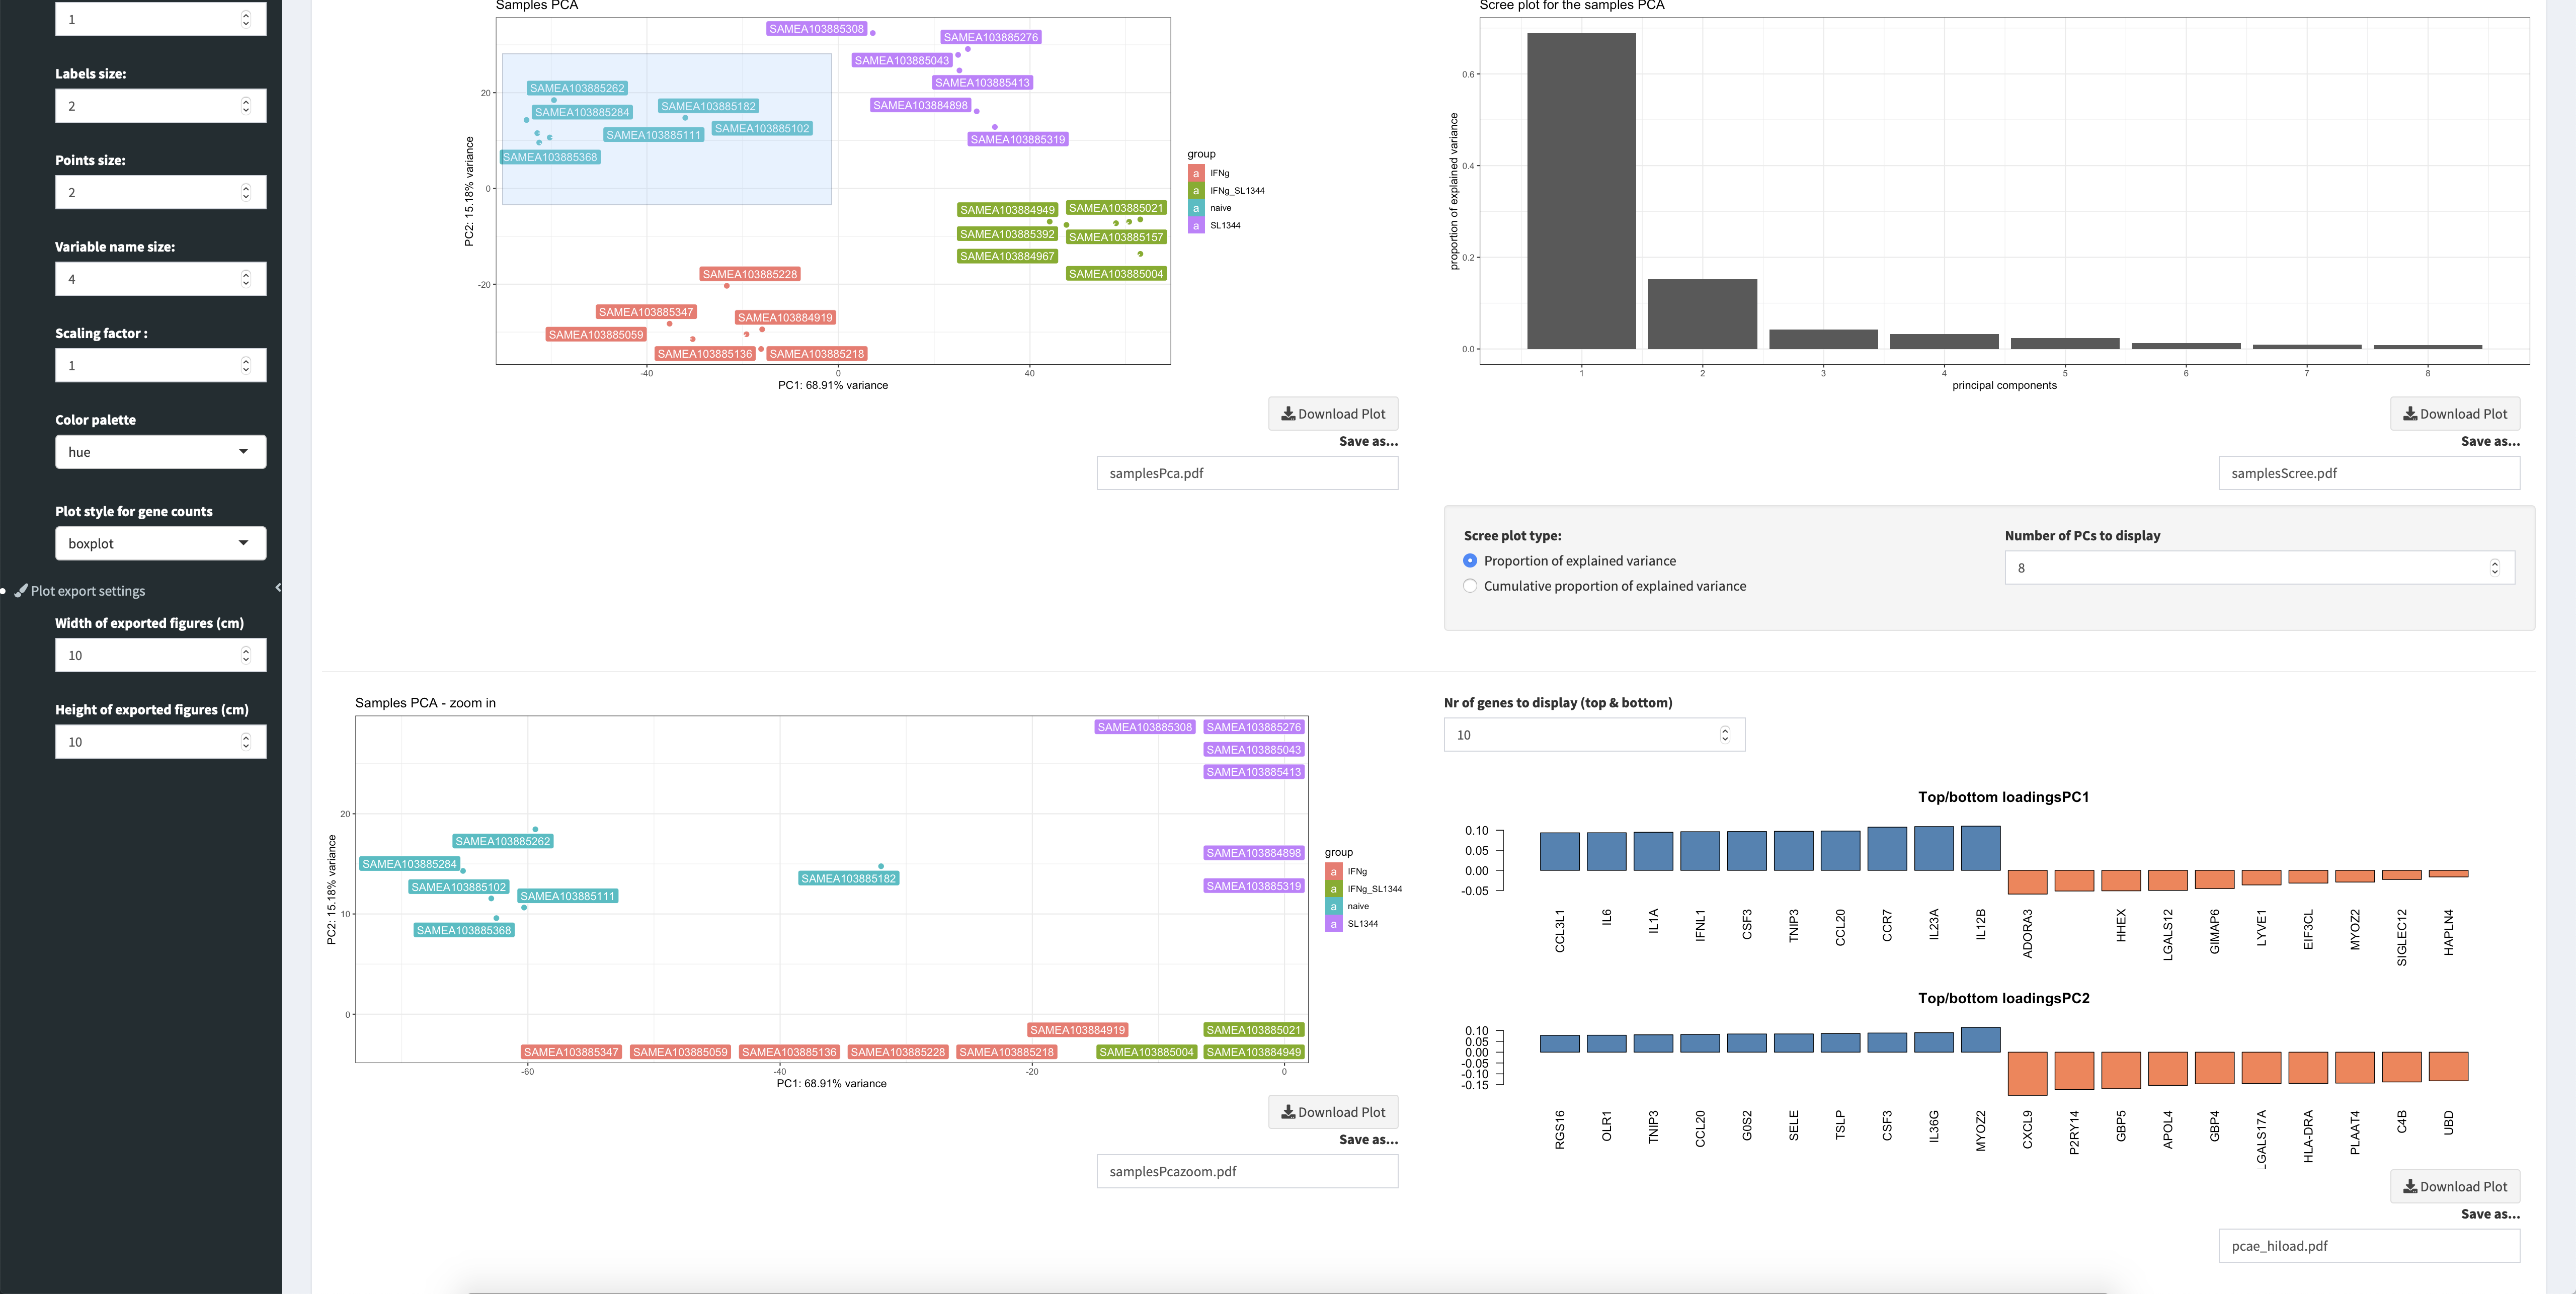 1
Labels size:
2
Points size:
2
Variable name size:
4
Scaling factor :
1
Color palette
hue
Plot style for gene counts
boxplot
Plot export settings
Width of exported figures (cm)
10
Height of exported figures (cm)
10
Samples PCA
SAMEA103885308
SAMEA103885276
SAMEA103885043
SAMEA103885413
SAMEA103884898
SAMEA103885319
SAMEA103885262
SAMEA103885284
SAMEA103885182
SAMEA103885102
SAMEA103885111
SAMEA103885368
SAMEA103884949
SAMEA103885021
SAMEA103885392
SAMEA103885157
SAMEA103884967
SAMEA103885004
SAMEA103885228
SAMEA103885347
SAMEA103884919
SAMEA103885059
SAMEA103885136
SAMEA103885218
20
0
-20
-40
0
40
PC2: 15.18% variance
PC1: 68.91% variance
group
a IFNg
a IFNg_SL1344
a naive
a SL1344
Download Plot
Save as...
samplesPca.pdf
Scree plot for the samples PCA
proportion of explained variance
0.6
0.4
0.2
0.0
1 2 3 4 5 6 7 8
principal components
Download Plot
Save as...
samplesScree.pdf
Scree plot type:
Proportion of explained variance
Cumulative proportion of explained variance
Number of PCs to display
8
Samples PCA - zoom in
SAMEA103885308
SAMEA103885276
SAMEA103885043
SAMEA103885413
SAMEA103884898
SAMEA103885319
SAMEA103885262
SAMEA103885284
SAMEA103885182
SAMEA103885102
SAMEA103885111
SAMEA103885368
SAMEA103884919
SAMEA103885021
SAMEA103885347
SAMEA103885059
SAMEA103885136
SAMEA103885228
SAMEA103885218
SAMEA103885004
SAMEA103884949
20
10
0
-60
-40
-20
0
PC2: 15.18% variance
PC1: 68.91% variance
group
a IFNg
a IFNg_SL1344
a naive
a SL1344
Download Plot
Save as...
samplesPcazoom.pdf
Nr of genes to display (top & bottom)
10
Top/bottom loadingsPC1
0.10
0.05
0.00
-0.05
CCL3L1
IL6
IL1A
IFNL1
CSF3
TNIP3
CCL20
CCR7
IL23A
IL12B
ADORA3
HHEX
LGALS12
GIMAP6
LYVE1
EIF3CL
MYOZ2
SIGLEC12
HAPLN4
Top/bottom loadingsPC2
0.10
0.05
0.00
-0.05
-0.10
-0.15
RGS16
OLR1
TNIP3
CCL20
G0S2
SELE
TSLP
CSF3
IL36G
MYOZ2
CXCL9
P2RY14
GBP5
APOL4
GBP4
LGALS17A
HLA-DRA
PLAAT4
C4B
UBD
Download Plot
Save as...
pcae_hiload.pdf